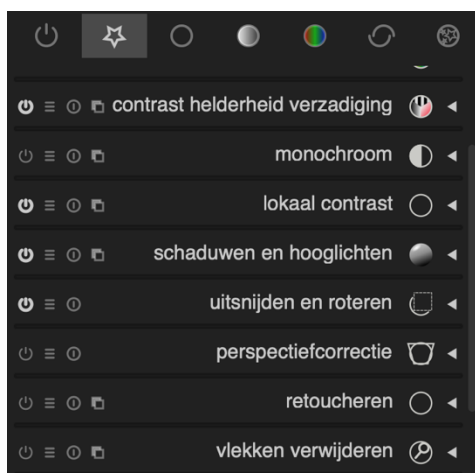 contrast helderheid verzadiging
monochroom
lokaal contrast
schaduwen en hooglichten
uitsnijden en roteren
perspectiefcorrectie
retoucheren
vlekken verwijderen